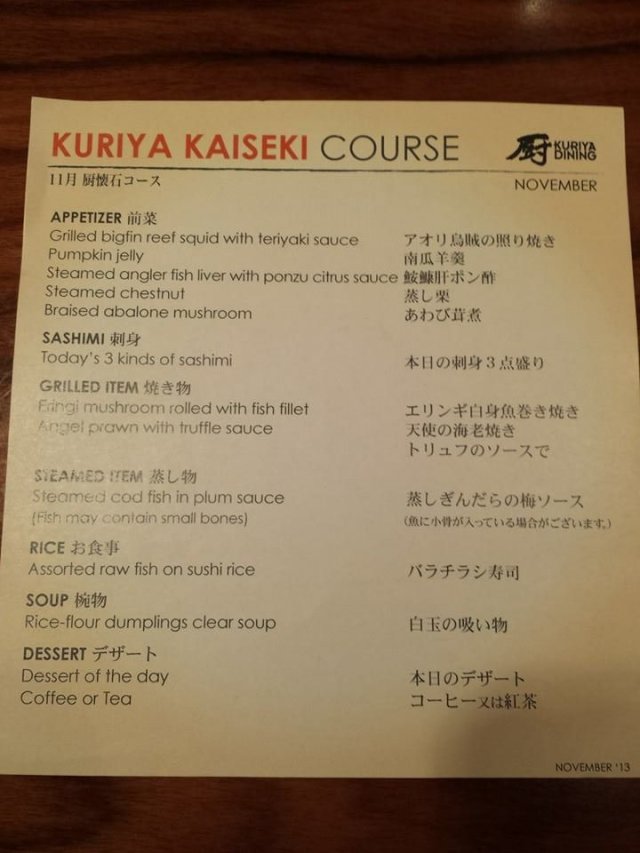 KURIYA KAISEKI COURSE
厨 KURIYA DINING
11月 厨懐石コース
NOVEMBER
APPETIZER 前菜
Grilled bigfin reef squid with teriyaki sauce アオリ烏賊の照り焼き
Pumpkin jelly 南瓜羊羹
Steamed angler fish liver with ponzu citrus sauce 鮟鱇肝ポン酢
Steamed chestnut 蒸し栗
Braised abalone mushroom あわび茸煮
SASHIMI 刺身
Today's 3 kinds of sashimi 本日の刺身3点盛り
GRILLED ITEM 焼き物
Eringi mushroom rolled with fish fillet エリンギ白身魚巻き焼き
Angel prawn with truffle sauce 天使の海老焼き
トリュフのソースで
STEAMED ITEM 蒸し物
Steamed cod fish in plum sauce 蒸しぎんだらの梅ソース
(Fish may contain small bones) (魚に小骨が入っている場合がございます。)
RICE お食事
Assorted raw fish on sushi rice バラチラシ寿司
SOUP 椀物
Rice-flour dumplings clear soup 白玉の吸い物
DESSERT デザート
Dessert of the day 本日のデザート
Coffee or Tea コーヒー又は紅茶
NOVEMBER '13